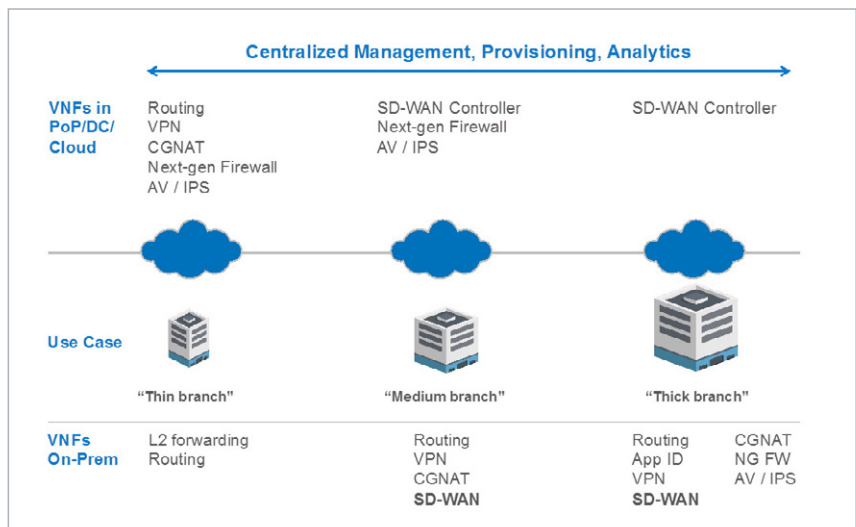 Centralized Management, Provisioning, Analytics
VNFs in
PoP/DC/
Cloud
Routing
VPN
CGNAT
Next-gen Firewall
AV / IPS
SD-WAN Controller
Next-gen Firewall
AV / IPS
SD-WAN Controller
Use Case
“Thin branch”
“Medium branch”
“Thick branch”
VNFs
On-Prem
L2 forwarding
Routing
Routing
VPN
CGNAT
SD-WAN
Routing
App ID
VPN
SD-WAN
CGNAT
NG FW
AV / IPS